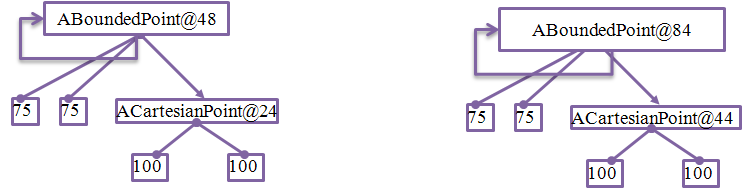 ABoundedPoint@48
75 75
ACartesianPoint@24
100 100
ABoundedPoint@84
75 75
ACartesianPoint@44
100 100